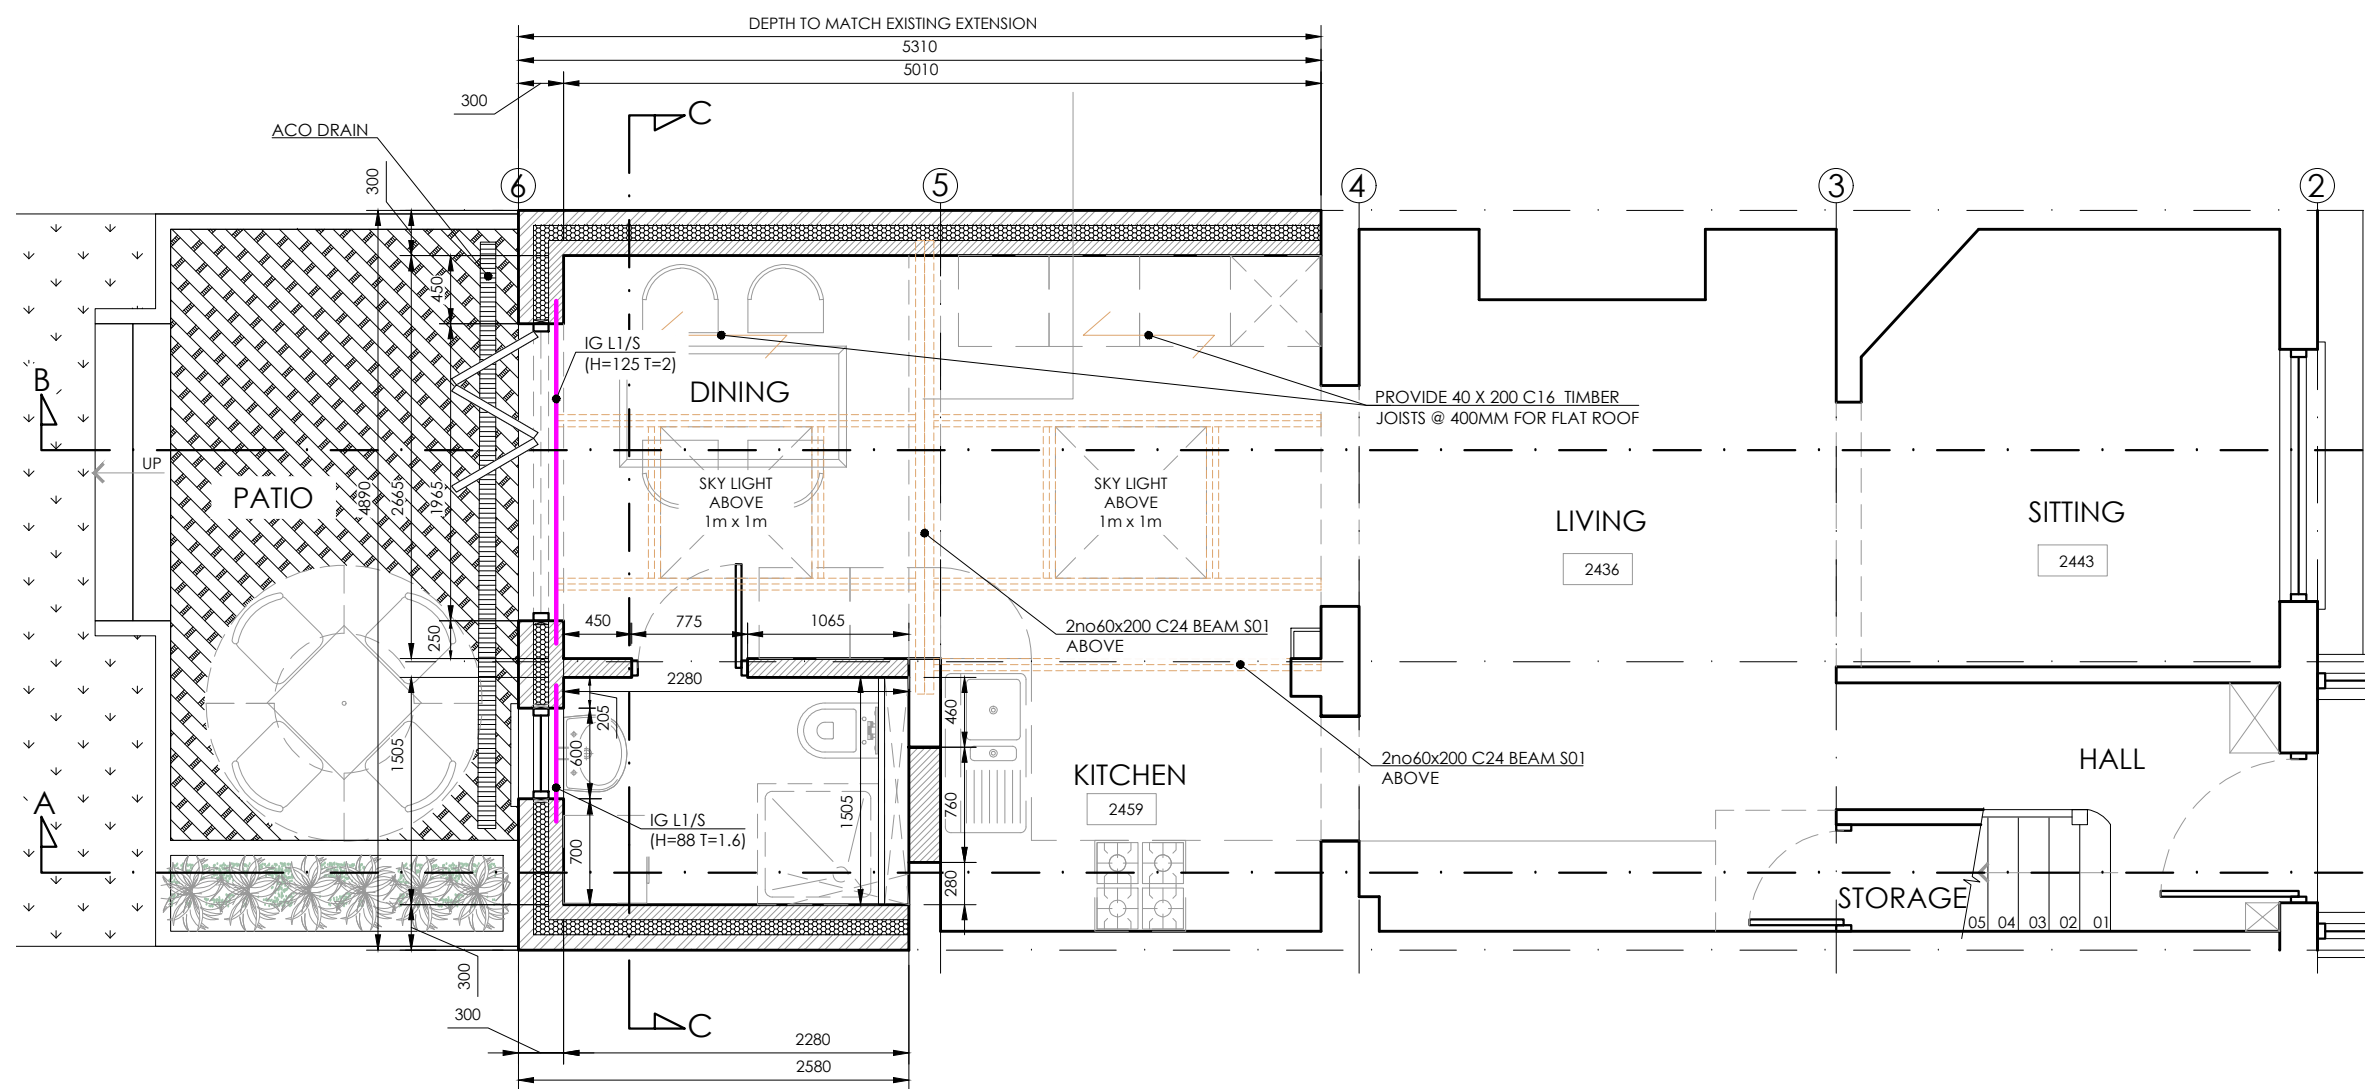 DEPTH TO MATCH EXISTING EXTENSION
5310
5010
300
C
ACO DRAIN
300
6
5
4
3
2
450
IG L1/S
(H=125 T=2)
B
DINING
PROVIDE 40 X 200 C16 TIMBER
JOISTS @ 400MM FOR FLAT ROOF
UP
PATIO
4890
2665
1965
SKY LIGHT
ABOVE
1m x 1m
SKY LIGHT
ABOVE
1m x 1m
LIVING
2436
SITTING
2443
250
450
775
1065
2no60x200 C24 BEAM S01
ABOVE
2280
205
460
1505
600
2no60x200 C24 BEAM S01
ABOVE
HALL
KITCHEN
2459
A
IG L1/S
(H=88 T=1.6)
1505
760
700
280
STORAGE
05
04
03
02
01
300
300
C
2280
2580